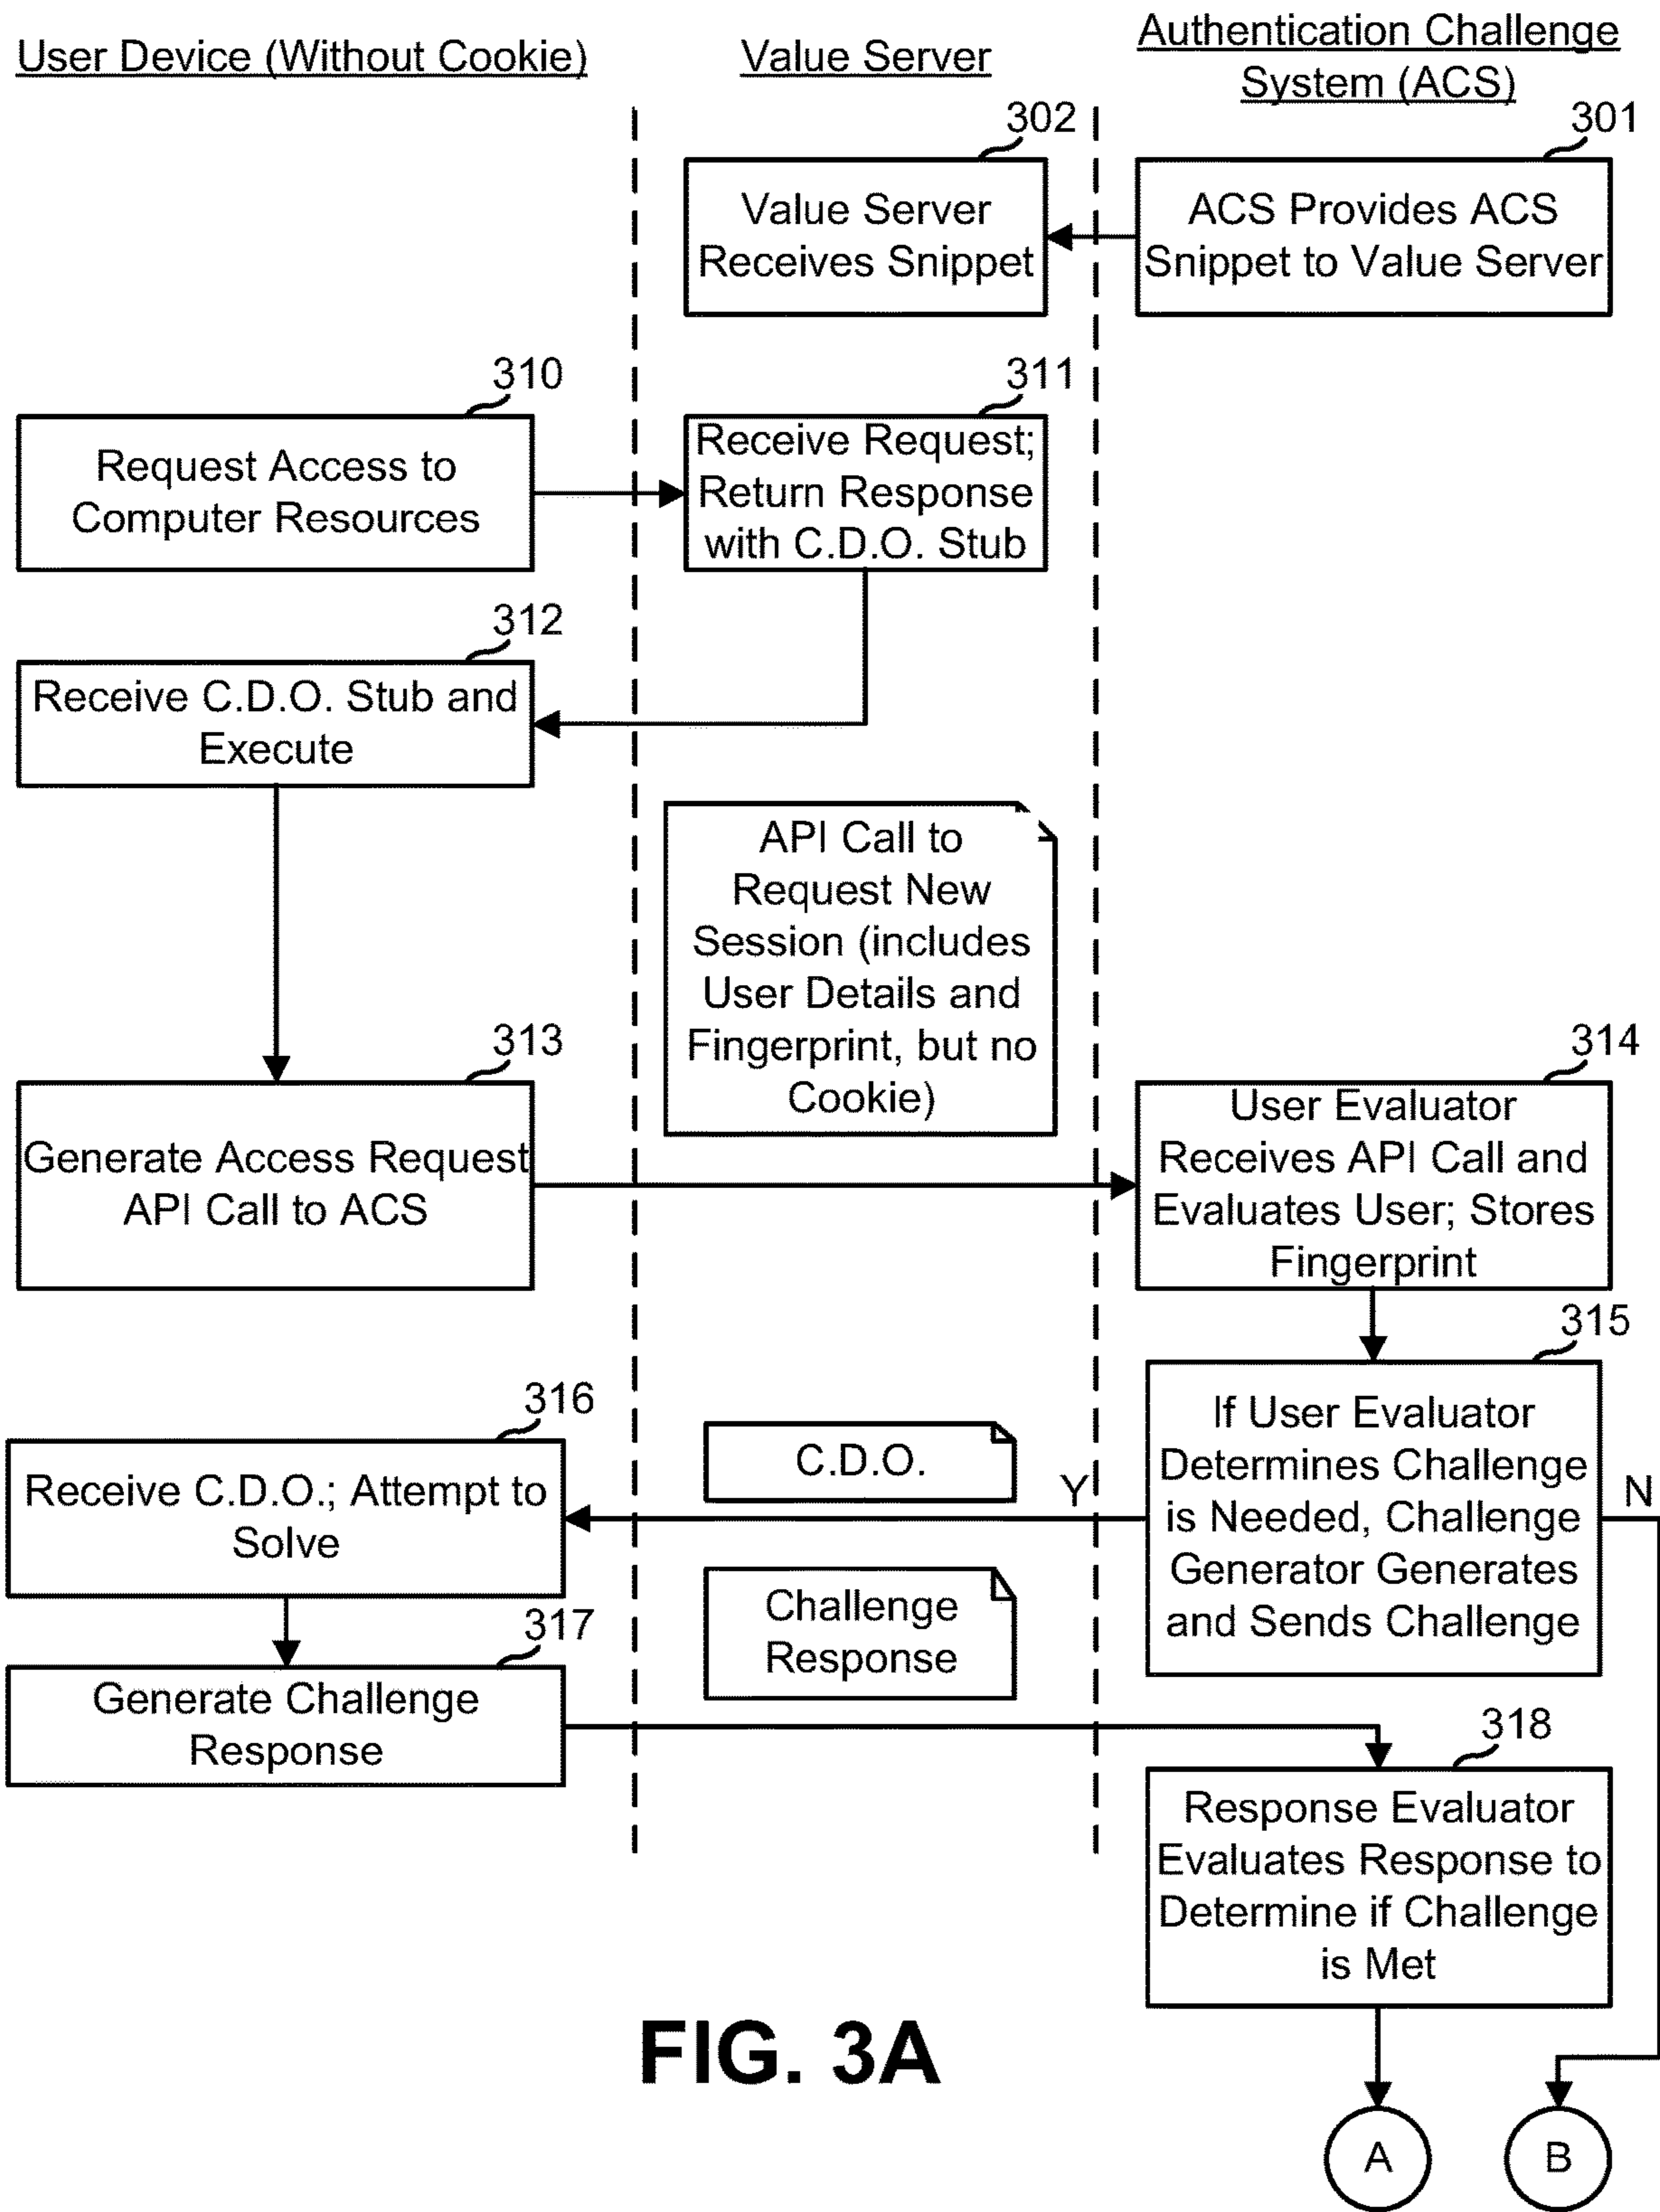 User Device (Without Cookie)
Value Server
Authentication Challenge
System (ACS)
302
301
Value Server
Receives Snippet
ACS Provides ACS
Snippet to Value Server
310
311
Request Access to
Computer Resources
Receive Request;
Return Response
with C.D.O. Stub
312
Receive C.D.O. Stub and
Execute
API Call to
Request New
Session (includes
User Details and
Fingerprint, but no
Cookie)
313
314
Generate Access Request
API Call to ACS
User Evaluator
Receives API Call and
Evaluates User; Stores
Fingerprint
315
316
If User Evaluator
Determines Challenge
is Needed, Challenge
Generator Generates
and Sends Challenge
C.D.O.
Y
N
Receive C.D.O.; Attempt to
Solve
Challenge
Response
317
Generate Challenge
Response
318
Response Evaluator
Evaluates Response to
Determine if Challenge
is Met
FIG. 3A
A
B